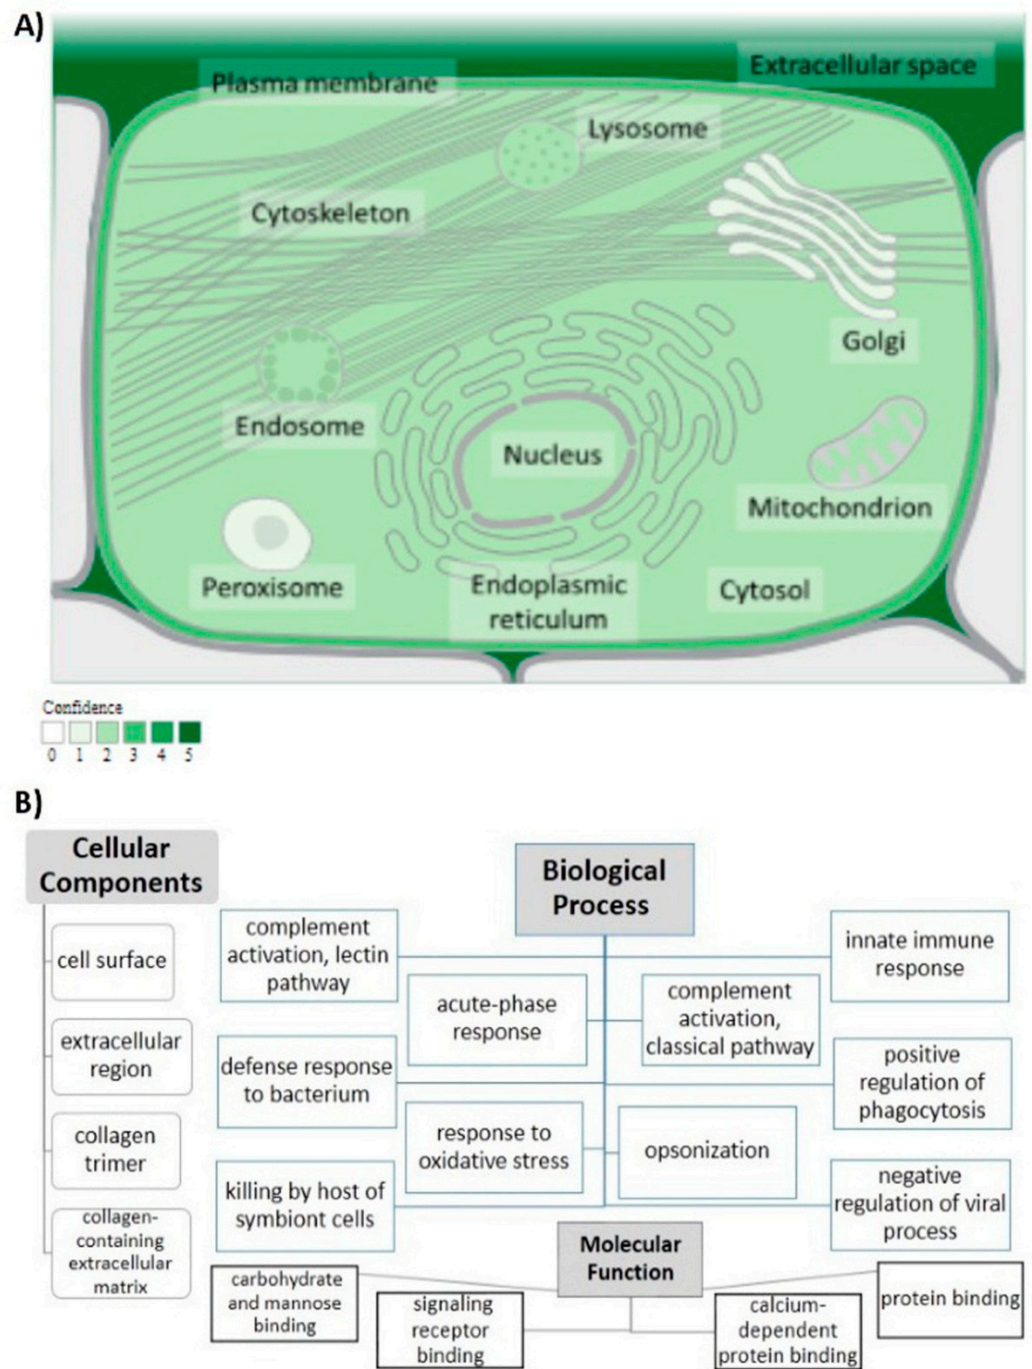 A)
Plasma membrane
Extracellular space
Lysosome
Cytoskeleton
Golgi
Endosome
Nucleus
Mitochondrion
Peroxisome
Endoplasmic
reticulum
Cytosol
Confidence
0 1 2 3 4 5
B)
Cellular
Components
cell surface
extracellular
region
collagen
trimer
collagen-
containing
extracellular
matrix
Biological
Process
complement
activation, lectin
pathway
innate immune
response
acute-phase
response
complement
activation,
classical pathway
defense response
to bacterium
positive
regulation of
phagocytosis
response to
oxidative stress
opsonization
killing by host of
symbiont cells
negative
regulation of viral
process
Molecular
Function
carbohydrate
and mannose
binding
signaling
receptor
binding
calcium-
dependent
protein binding
protein binding